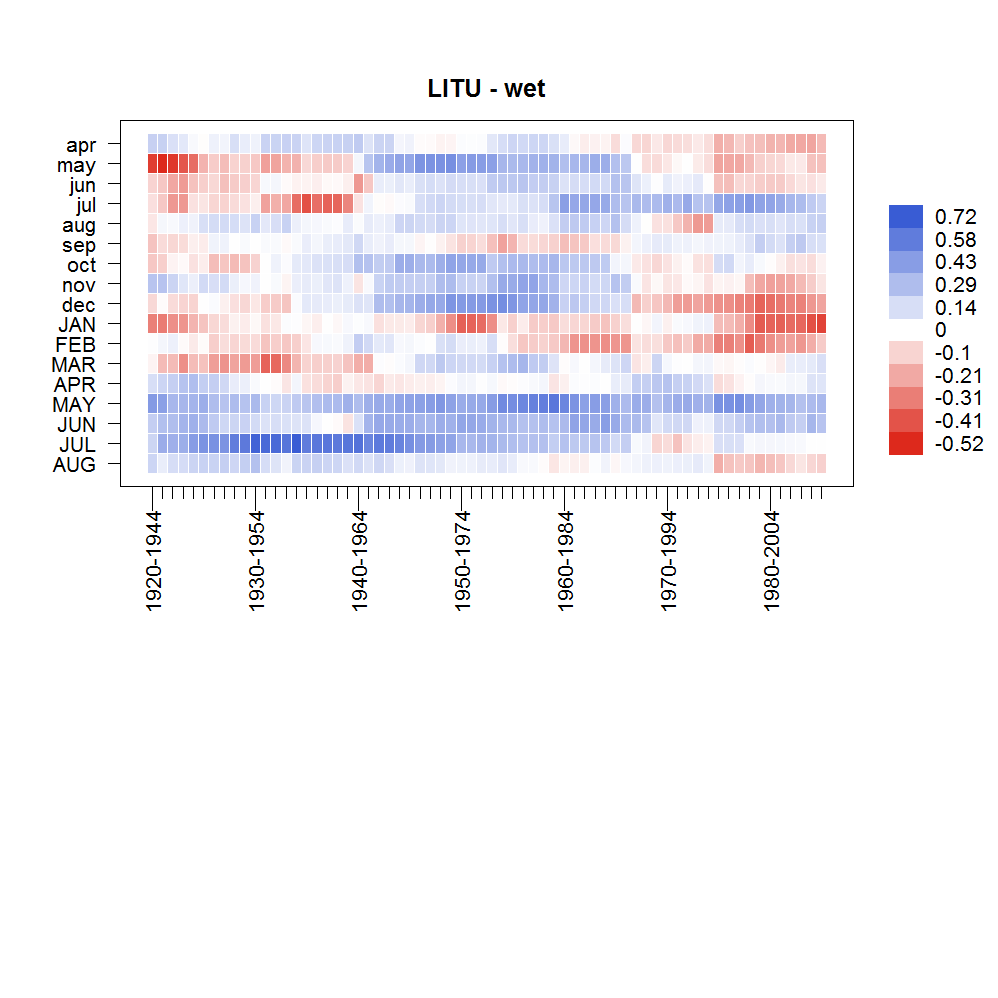 LITU - wet
apr
may
jun
jul
aug
sep
oct
nov
dec
JAN
FEB
MAR
APR
MAY
JUN
JUL
AUG
0.72
0.58
0.43
0.29
0.14
0
-0.1
-0.21
-0.31
-0.41
-0.52
1920-1944
1930-1954
1940-1964
1950-1974
1960-1984
1970-1994
1980-2004